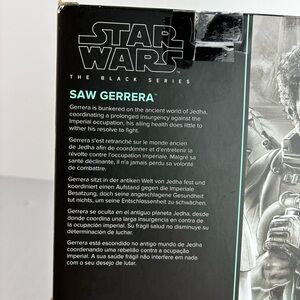 STAR
WARS
THE BLACK SERIES
SAW GERRERA™
Gerrera is bunkered on the ancient world of Jedha,
coordinating a prolonged insurgency against the
Imperial occupation, his ailing health does little to
wither his resolve to fight.
Gerrera s'est retranché sur le monde ancien
de Jedha afin de coordonner et d'entretenir la
révolte contre l'occupation impériale. Malgré sa
santé déclinante, il n'a jamais perdu sa volonté
de combattre.
Gerrera sitzt in der antiken Welt von Jedha fest und
koordiniert einen Aufstand gegen die Imperiale
Besatzung, doch seine angeschlagene Gesundheit
tut nichts, um seine Entschlossenheit zu schwächen.
Gerrera se oculta en el antiguo planeta Jedha, desde
donde coordina una larga insurgencia en contra de
la ocupación imperial. Su frágil salud no disminuye su
determinación de luchar.
Gerrera está escondido no antigo mundo de Jedha
coordenando uma rebelião contra a ocupação
imperial. A sua saúde frágil não interfere em nada
com o seu desejo de lutar.